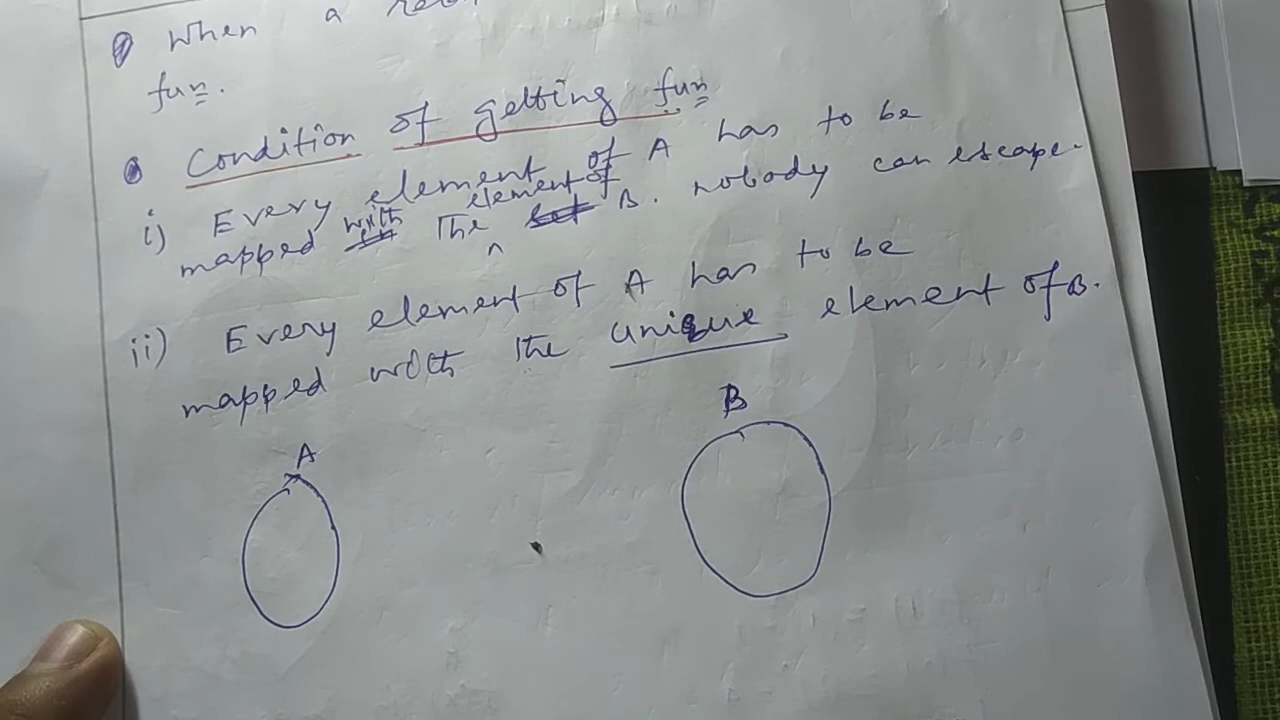 When a
fun.
Condition of getting fun
i) Every element of A has to be
mapped with the element of B. nobody can escape.
ii) Every element of A has to be
mapped with the unique element of B.
A
B